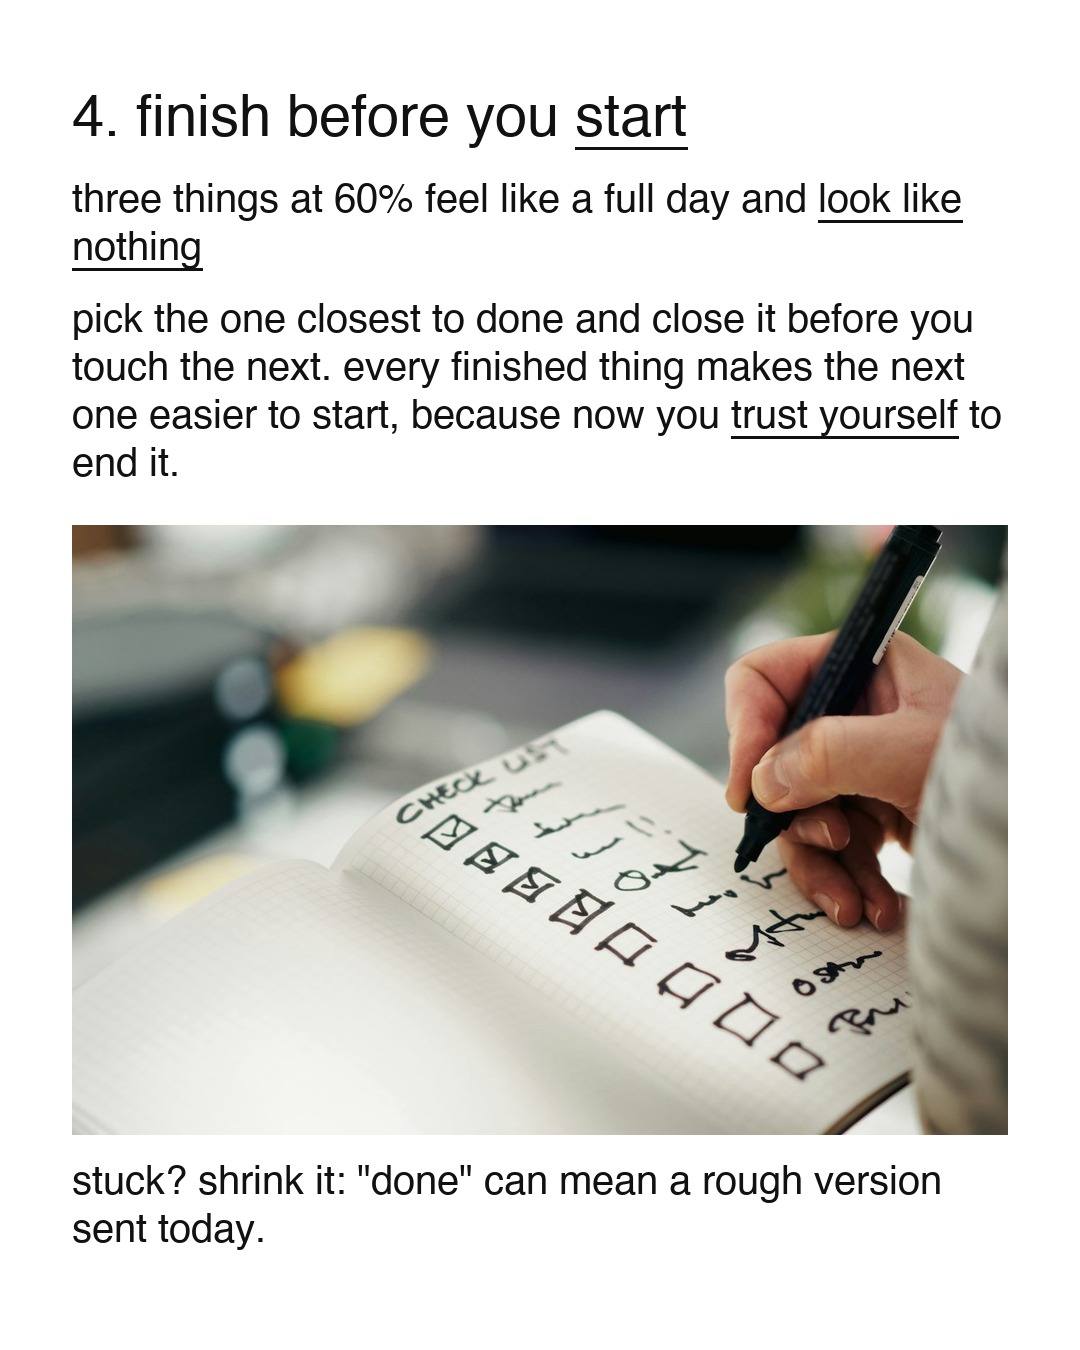 4. finish before you start
three things at 60% feel like a full day and look like
nothing
pick the one closest to done and close it before you
touch the next. every finished thing makes the next
one easier to start, because now you trust yourself to
end it.
CHECK LIST
stuck? shrink it: "done" can mean a rough version
sent today.